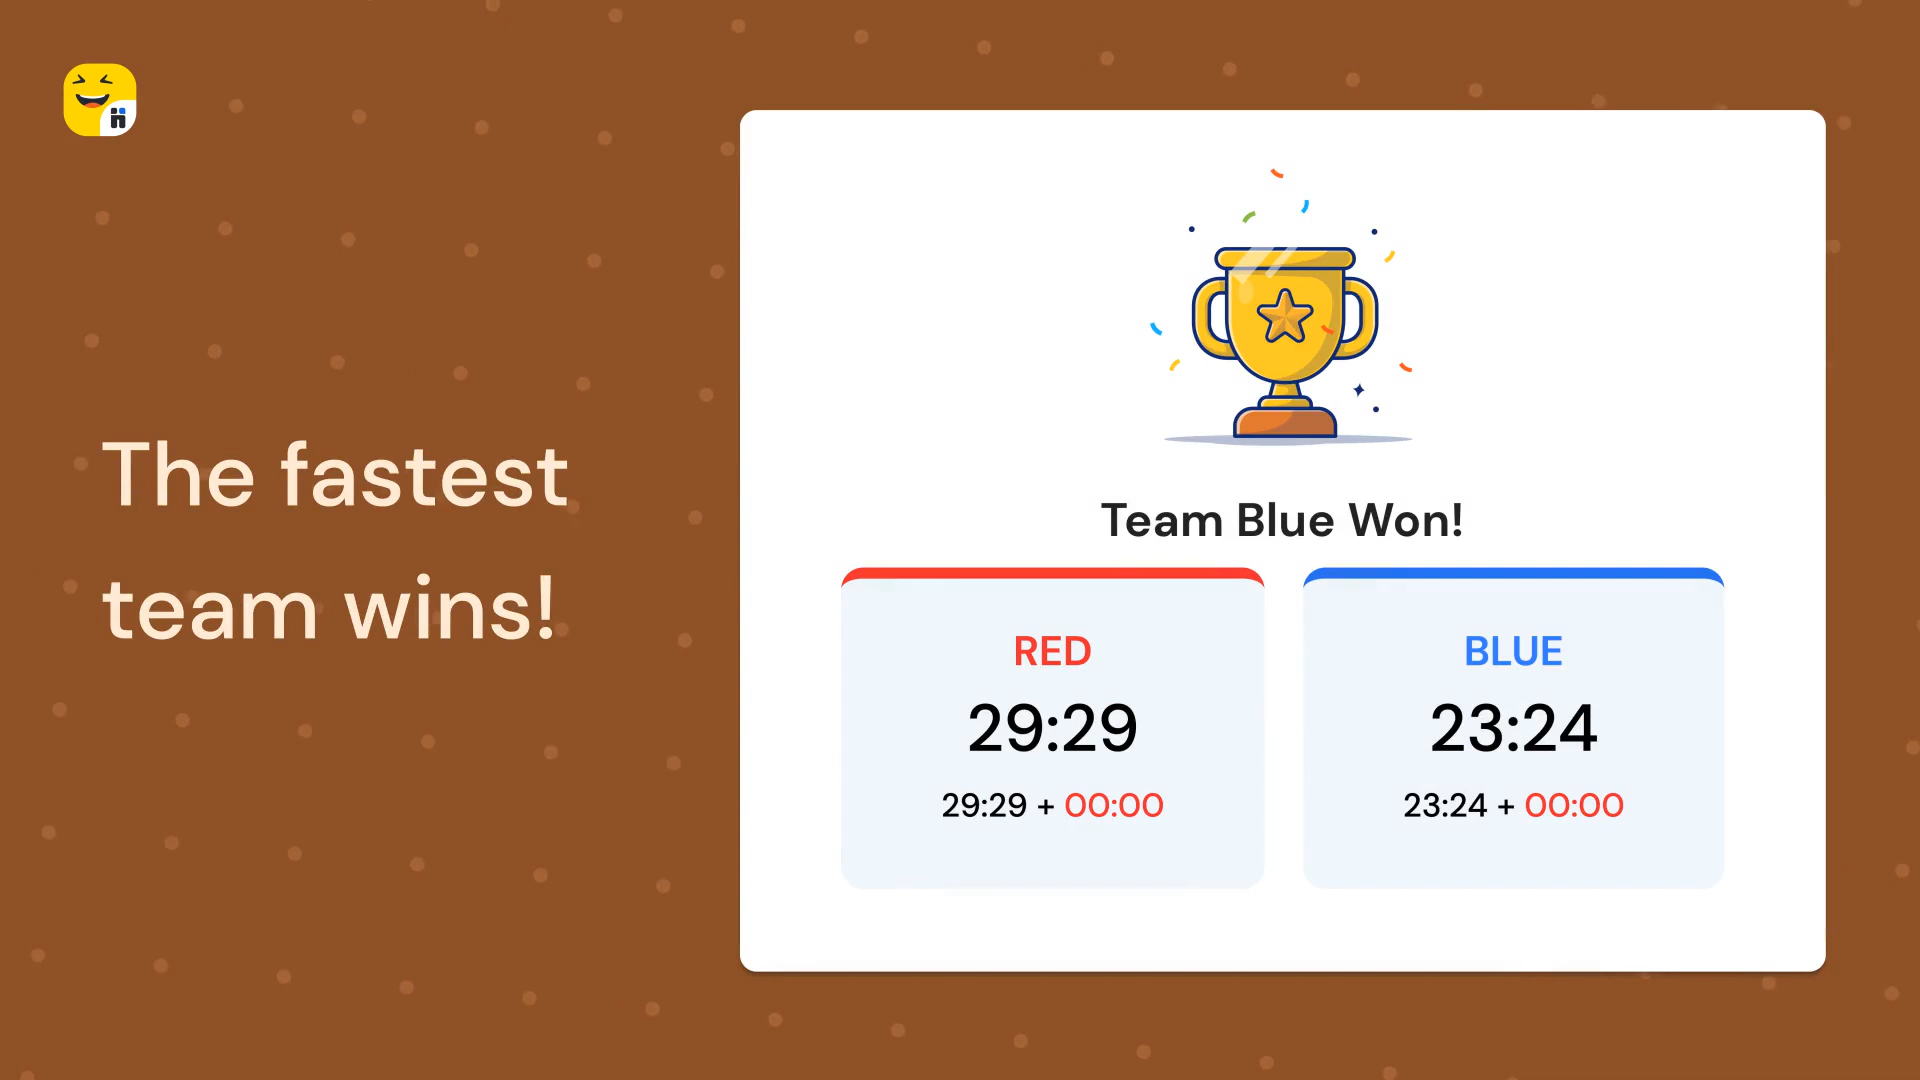 The fastest
team wins!
Team Blue Won!
RED
29:29
29:29 + 00:00
BLUE
23:24
23:24 + 00:00